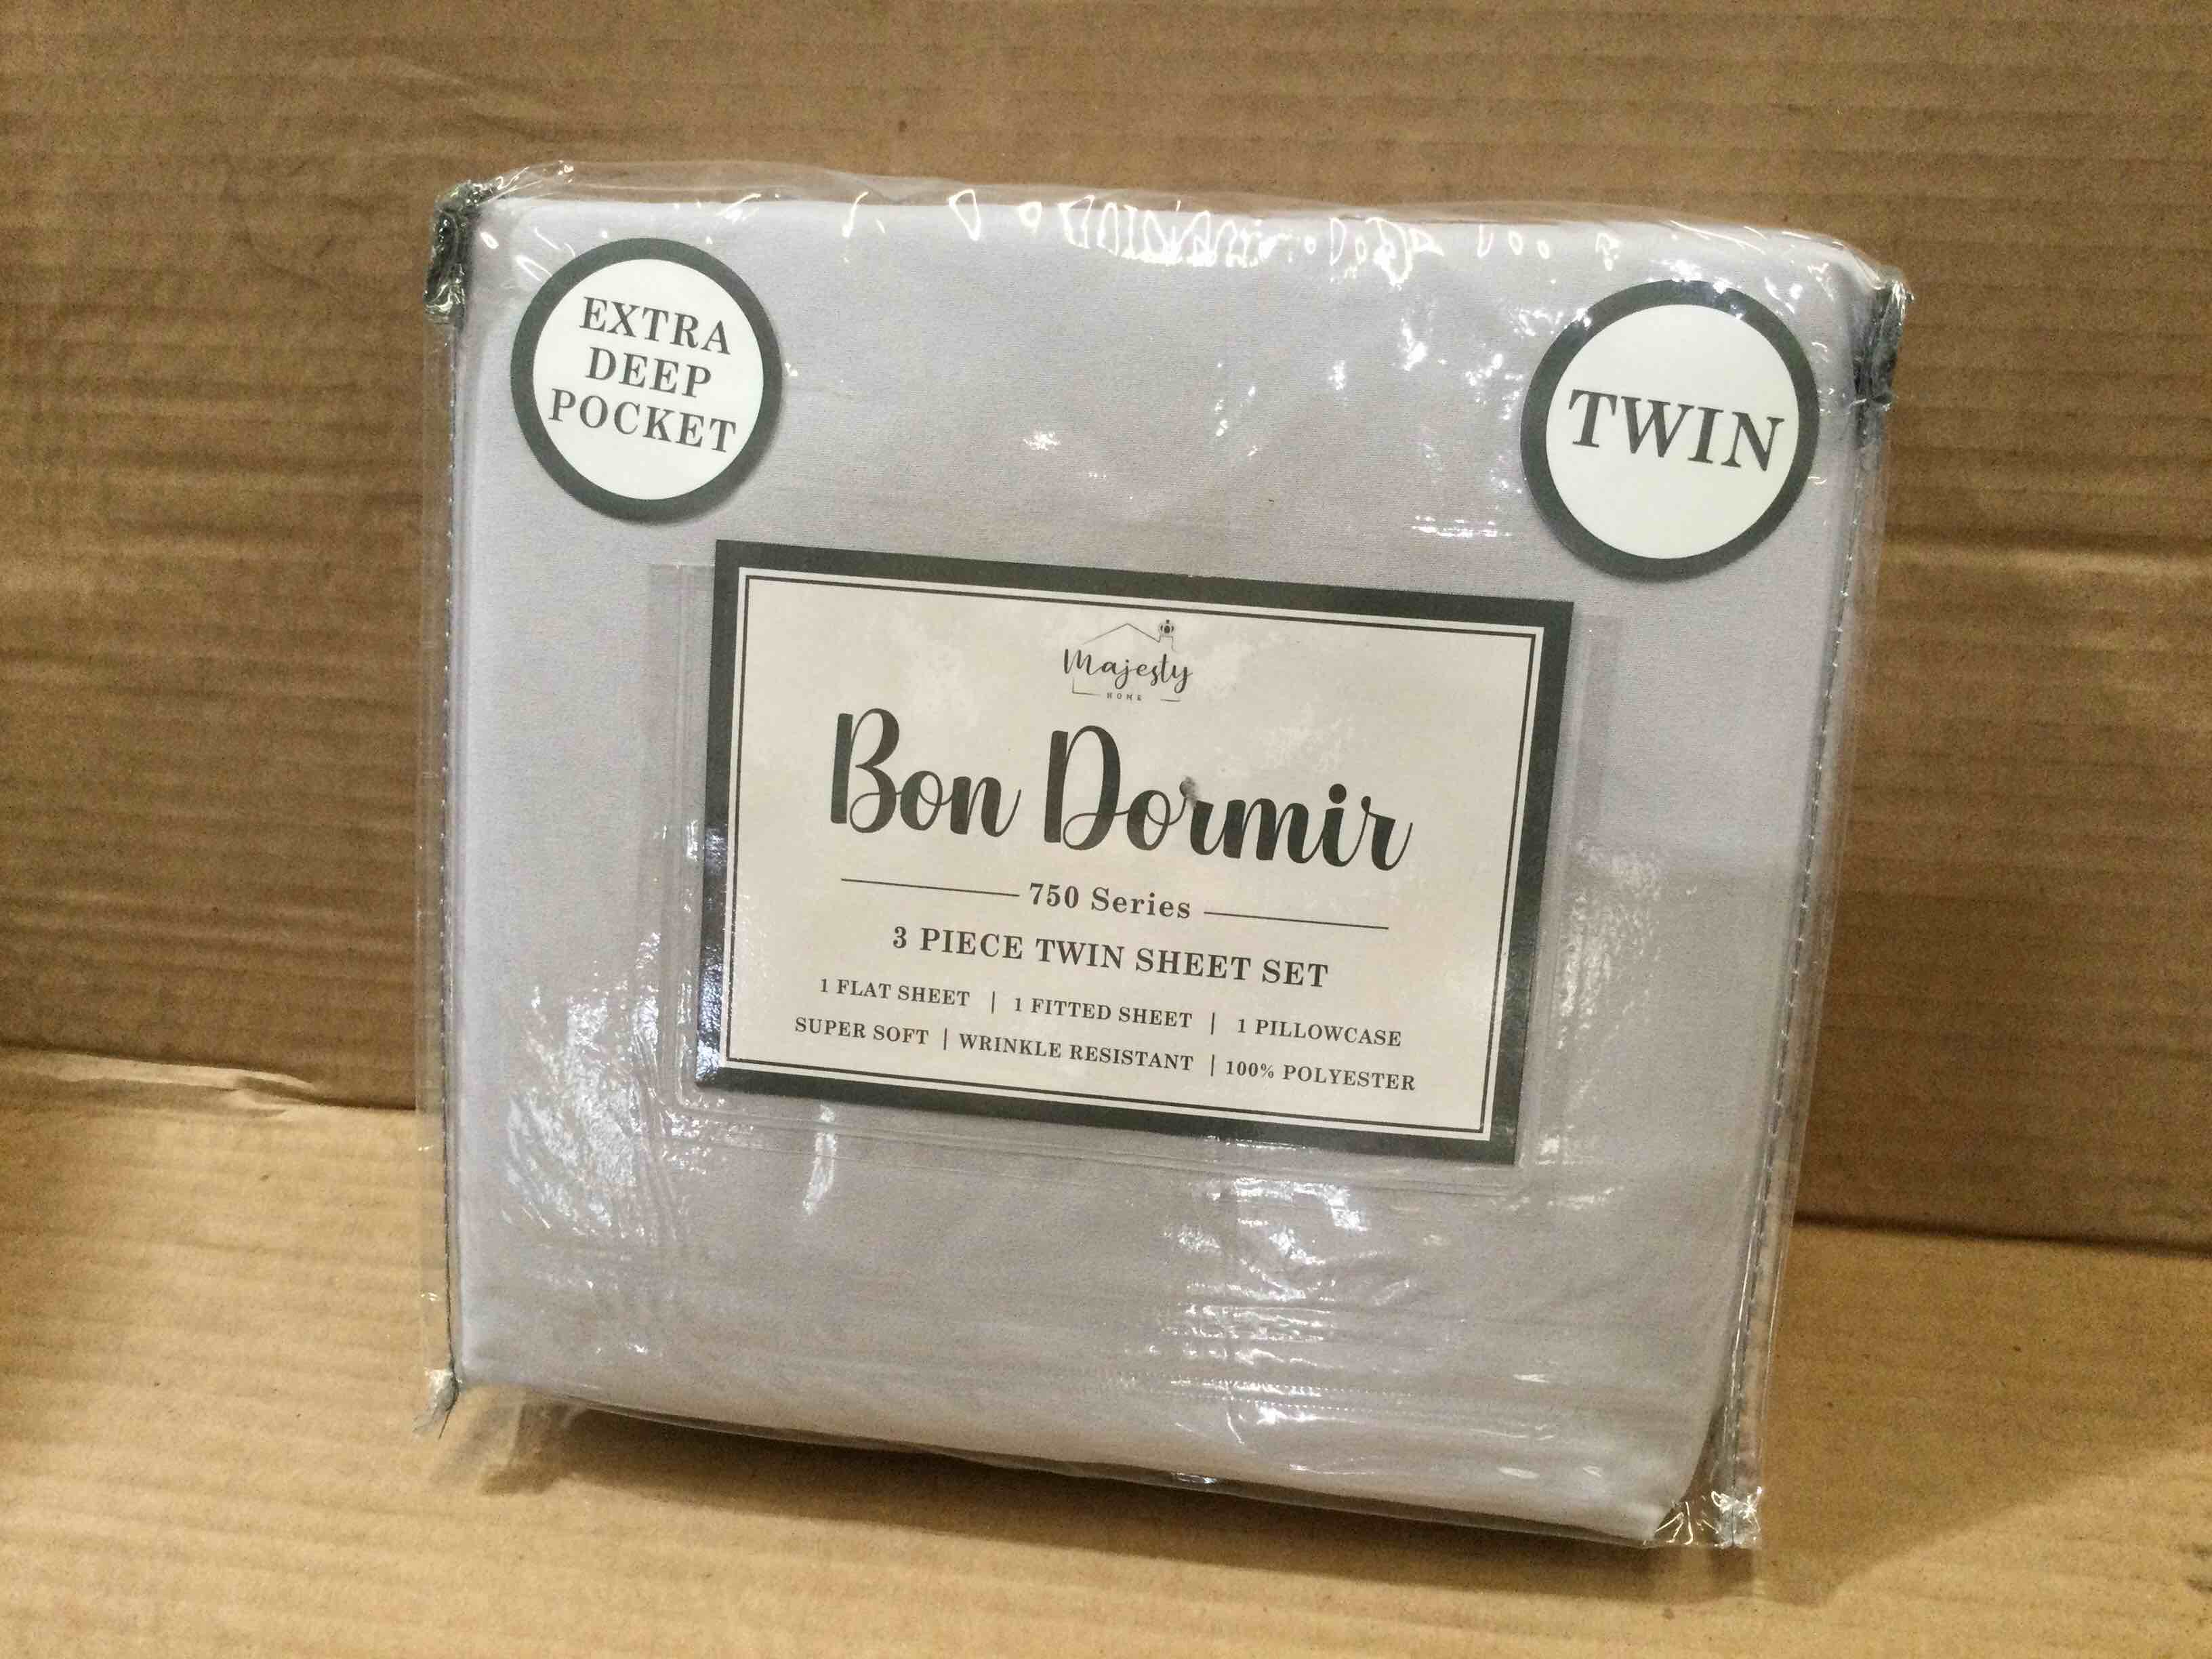 EXTRA
DEEP
POCKET
TWIN
Majesty
HOME
Bon Dormir
750 Series
3 PIECE TWIN SHEET SET
1 FLAT SHEET | 1 FITTED SHEET | 1 PILLOWCASE
SUPER SOFT | WRINKLE RESISTANT | 100% POLYESTER